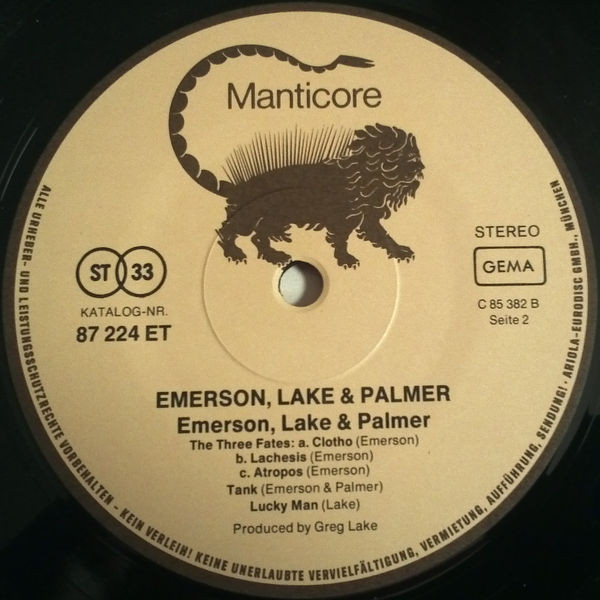 Manticore
ST 33
KATALOG-NR.
87 224 ET
STEREO
GEMA
C 85 382 B
Seite 2
EMERSON, LAKE & PALMER
Emerson, Lake & Palmer
The Three Fates: a. Clotho (Emerson)
b. Lachesis (Emerson)
c. Atropos (Emerson)
Tank (Emerson & Palmer)
Lucky Man (Lake)
Produced by Greg Lake
ALLE URHEBER- UND LEISTUNGSSCHUTZRECHTE VORBEHALTEN - KEIN VERLEIH! KEINE UNERLAUBTE VERVIELFÄLTIGUNG, VERMIETUNG, AUFFÜHRUNG, SENDUNG! · ARIOLA-EURODISC GMBH., MÜNCHEN